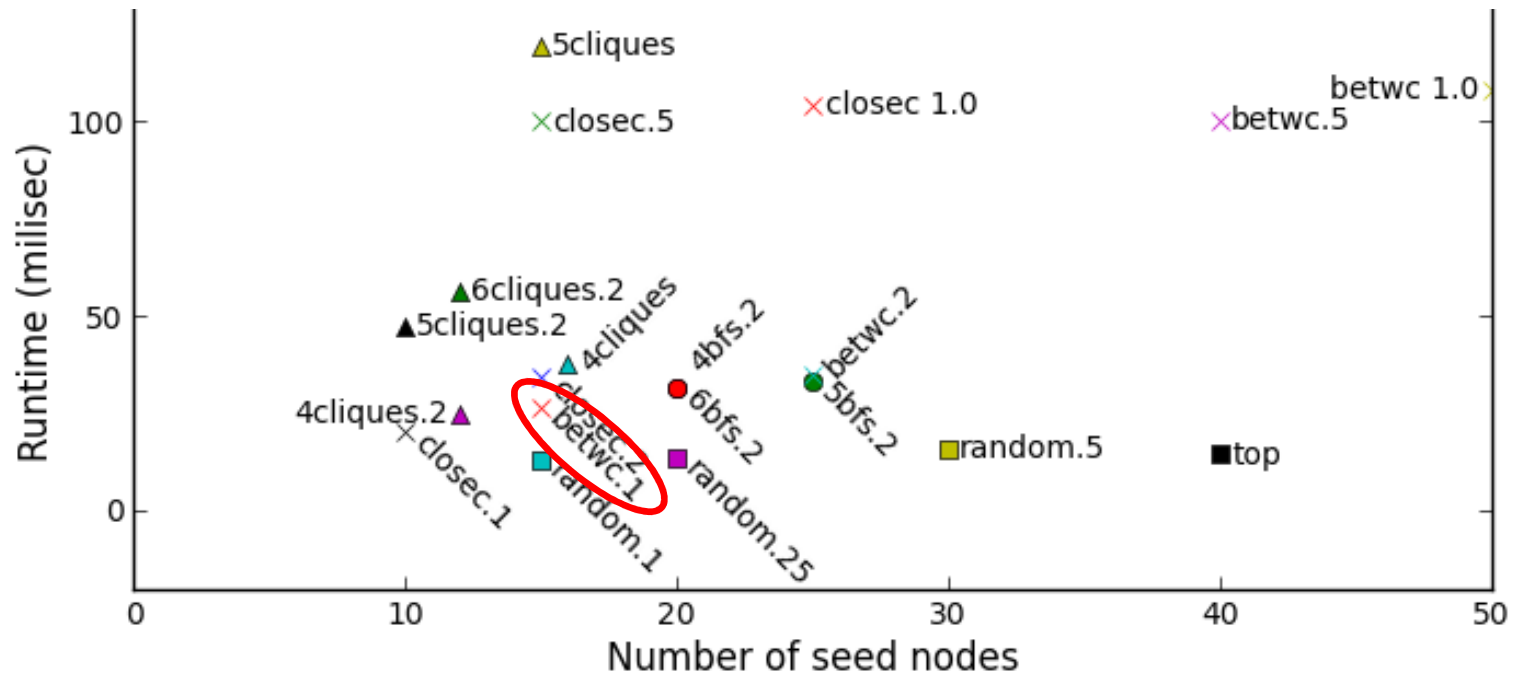 5cliques
betwc 1.0
closec 1.0
100
closec.5
betwc.5
6cliques.2
4cliques
4bfs.2
betwc.2
50
5cliques.2
closec.2
6bfs.2
5bfs.2
4cliques.2
betwc.1
closec.1
random.1
random.25
random.5
top
0
Runtime (milisec)
0
10
20
30
40
50
Number of seed nodes